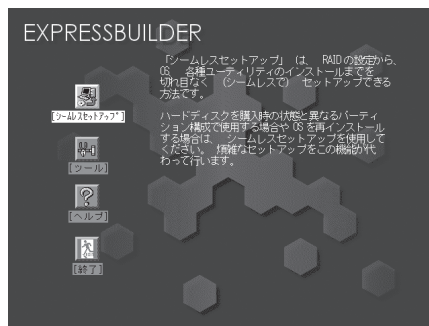 EXPRESSBUILDER
「シームレスセットアップ」 は、 RAIDの設定から、
OS、 各種ユーティリティのインストールまでを
切れ目なく (シームレスで) セットアップできる
方法です。
ハードディスクを購入時の状態と異なるパーティ
ション構成で使用する場合や OS を再インストール
する場合は、 シームレスセットアップを使用して
ください。 煩雑なセットアップをこの機能が代
わって行います。
[シームレスセットアップ]
[ツール]
[ヘルプ]
[終了]